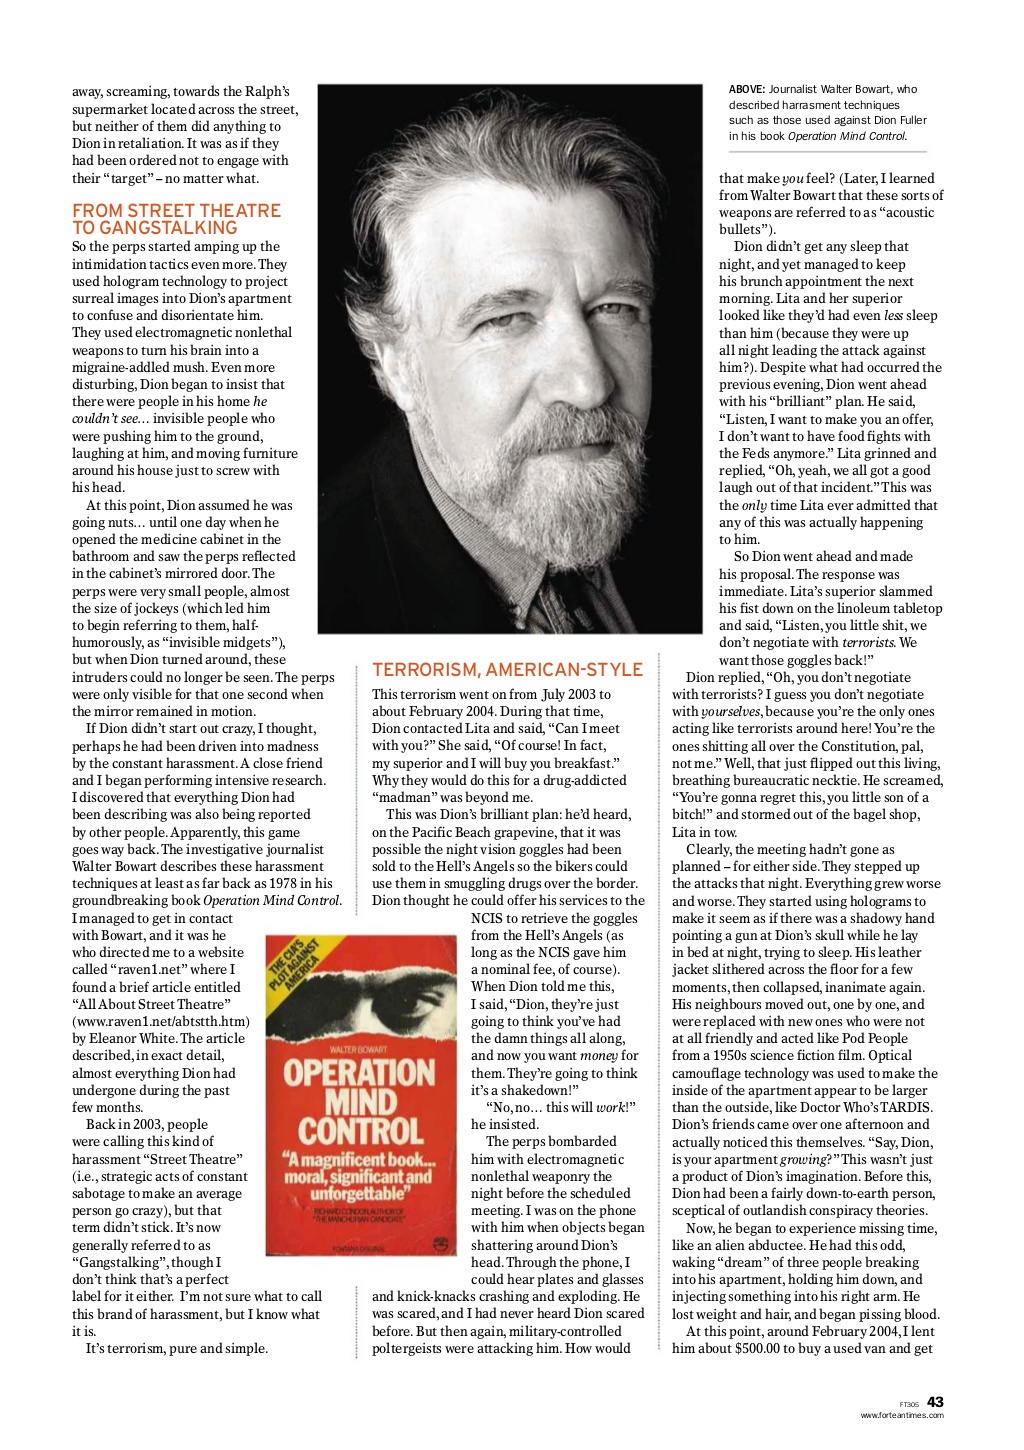 away, screaming, towards the Ralph's
supermarket located across the street,
but neither of them did anything to
Dion in retaliation. It was as if they
had been ordered not to engage with
their “target” – no matter what.
FROM STREET THEATRE
TO GANGSTALKING
So the perps started amping up the
intimidation tactics even more. They
used hologram technology to project
surreal images into Dion's apartment
to confuse and disorientate him.
They used electromagnetic nonlethal
weapons to turn his brain into a
migraine-addled mush. Even more
disturbing, Dion began to insist that
there were people in his home he
couldn't see... invisible people who
were pushing him to the ground,
laughing at him, and moving furniture
around his house just to screw with
his head.
At this point, Dion assumed he was
going nuts... until one day when he
opened the medicine cabinet in the
bathroom and saw the perps reflected
in the cabinet's mirrored door. The
perps were very small people, almost
the size of jockeys (which led him
to begin referring to them, half-
humorously, as “invisible midgets”),
but when Dion turned around, these
intruders could no longer be seen. The perps
were only visible for that one second when
the mirror remained in motion.
If Dion didn't start out crazy, I thought,
perhaps he had been driven into madness
by the constant harassment. A close friend
and I began performing intensive research.
I discovered that everything Dion had
been describing was also being reported
by other people. Apparently, this game
goes way back. The investigative journalist
Walter Bowart describes these harassment
techniques at least as far back as 1978 in his
groundbreaking book Operation Mind Control.
I managed to get in contact
with Bowart, and it was he
who directed me to a website
called “raven1.net” where I
found a brief article entitled
“All About Street Theatre”
(www.raven1.net/abtstth.htm)
by Eleanor White. The article
described, in exact detail,
almost everything Dion had
undergone during the past
few months.
Back in 2003, people
were calling this kind of
harassment “Street Theatre”
(i.e., strategic acts of constant
sabotage to make an average
person go crazy), but that
term didn't stick. It's now
generally referred to as
“Gangstalking”, though I
don't think that's a perfect
label for it either. I'm not sure what to call
this brand of harassment, but I know what
it is.
It's terrorism, pure and simple.
THE CIA'S
PLOT AGAINST
AMERICA
WALTER BOWART
OPERATION
MIND
CONTROL
“A magnificent book...
moral, significant and
unforgettable”
RICHARD CONDON, AUTHOR OF
‘THE MANCHURIAN CANDIDATE’
FONTANA ORIGINAL
TERRORISM, AMERICAN-STYLE
This terrorism went on from July 2003 to
about February 2004. During that time,
Dion contacted Lita and said, “Can I meet
with you?” She said, “Of course! In fact,
my superior and I will buy you breakfast.”
Why they would do this for a drug-addicted
“madman” was beyond me.
This was Dion's brilliant plan: he'd heard,
on the Pacific Beach grapevine, that it was
possible the night vision goggles had been
sold to the Hell's Angels so the bikers could
use them in smuggling drugs over the border.
Dion thought he could offer his services to the
NCIS to retrieve the goggles
from the Hell's Angels (as
long as the NCIS gave him
a nominal fee, of course).
When Dion told me this,
I said, “Dion, they're just
going to think you've had
the damn things all along,
and now you want money for
them. They're going to think
it's a shakedown!”
“No, no... this will work!”
he insisted.
The perps bombarded
him with electromagnetic
nonlethal weaponry the
night before the scheduled
meeting. I was on the phone
with him when objects began
shattering around Dion's
head. Through the phone, I
could hear plates and glasses
and knick-knacks crashing and exploding. He
was scared, and I had never heard Dion scared
before. But then again, military-controlled
poltergeists were attacking him. How would
ABOVE: Journalist Walter Bowart, who
described harrasment techniques
such as those used against Dion Fuller
in his book Operation Mind Control.
that make you feel? (Later, I learned
from Walter Bowart that these sorts of
weapons are referred to as “acoustic
bullets”).
Dion didn't get any sleep that
night, and yet managed to keep
his brunch appointment the next
morning. Lita and her superior
looked like they'd had even less sleep
than him (because they were up
all night leading the attack against
him?). Despite what had occurred the
previous evening, Dion went ahead
with his “brilliant” plan. He said,
“Listen, I want to make you an offer,
I don't want to have food fights with
the Feds anymore.” Lita grinned and
replied, “Oh, yeah, we all got a good
laugh out of that incident.” This was
the only time Lita ever admitted that
any of this was actually happening
to him.
So Dion went ahead and made
his proposal. The response was
immediate. Lita's superior slammed
his fist down on the linoleum tabletop
and said, “Listen, you little shit, we
don't negotiate with terrorists. We
want those goggles back!”
Dion replied, “Oh, you don't negotiate
with terrorists? I guess you don't negotiate
with yourselves, because you're the only ones
acting like terrorists around here! You're the
ones shitting all over the Constitution, pal,
not me.” Well, that just flipped out this living,
breathing bureaucratic necktie. He screamed,
“You're gonna regret this, you little son of a
bitch!” and stormed out of the bagel shop,
Lita in tow.
Clearly, the meeting hadn't gone as
planned – for either side. They stepped up
the attacks that night. Everything grew worse
and worse. They started using holograms to
make it seem as if there was a shadowy hand
pointing a gun at Dion's skull while he lay
in bed at night, trying to sleep. His leather
jacket slithered across the floor for a few
moments, then collapsed, inanimate again.
His neighbours moved out, one by one, and
were replaced with new ones who were not
at all friendly and acted like Pod People
from a 1950s science fiction film. Optical
camouflage technology was used to make the
inside of the apartment appear to be larger
than the outside, like Doctor Who's TARDIS.
Dion's friends came over one afternoon and
actually noticed this themselves. “Say, Dion,
is your apartment growing?” This wasn't just
a product of Dion's imagination. Before this,
Dion had been a fairly down-to-earth person,
sceptical of outlandish conspiracy theories.
Now, he began to experience missing time,
like an alien abductee. He had this odd,
waking “dream” of three people breaking
into his apartment, holding him down, and
injecting something into his right arm. He
lost weight and hair, and began pissing blood.
At this point, around February 2004, I lent
him about $500.00 to buy a used van and get
FT305 43
www.forteantimes.com